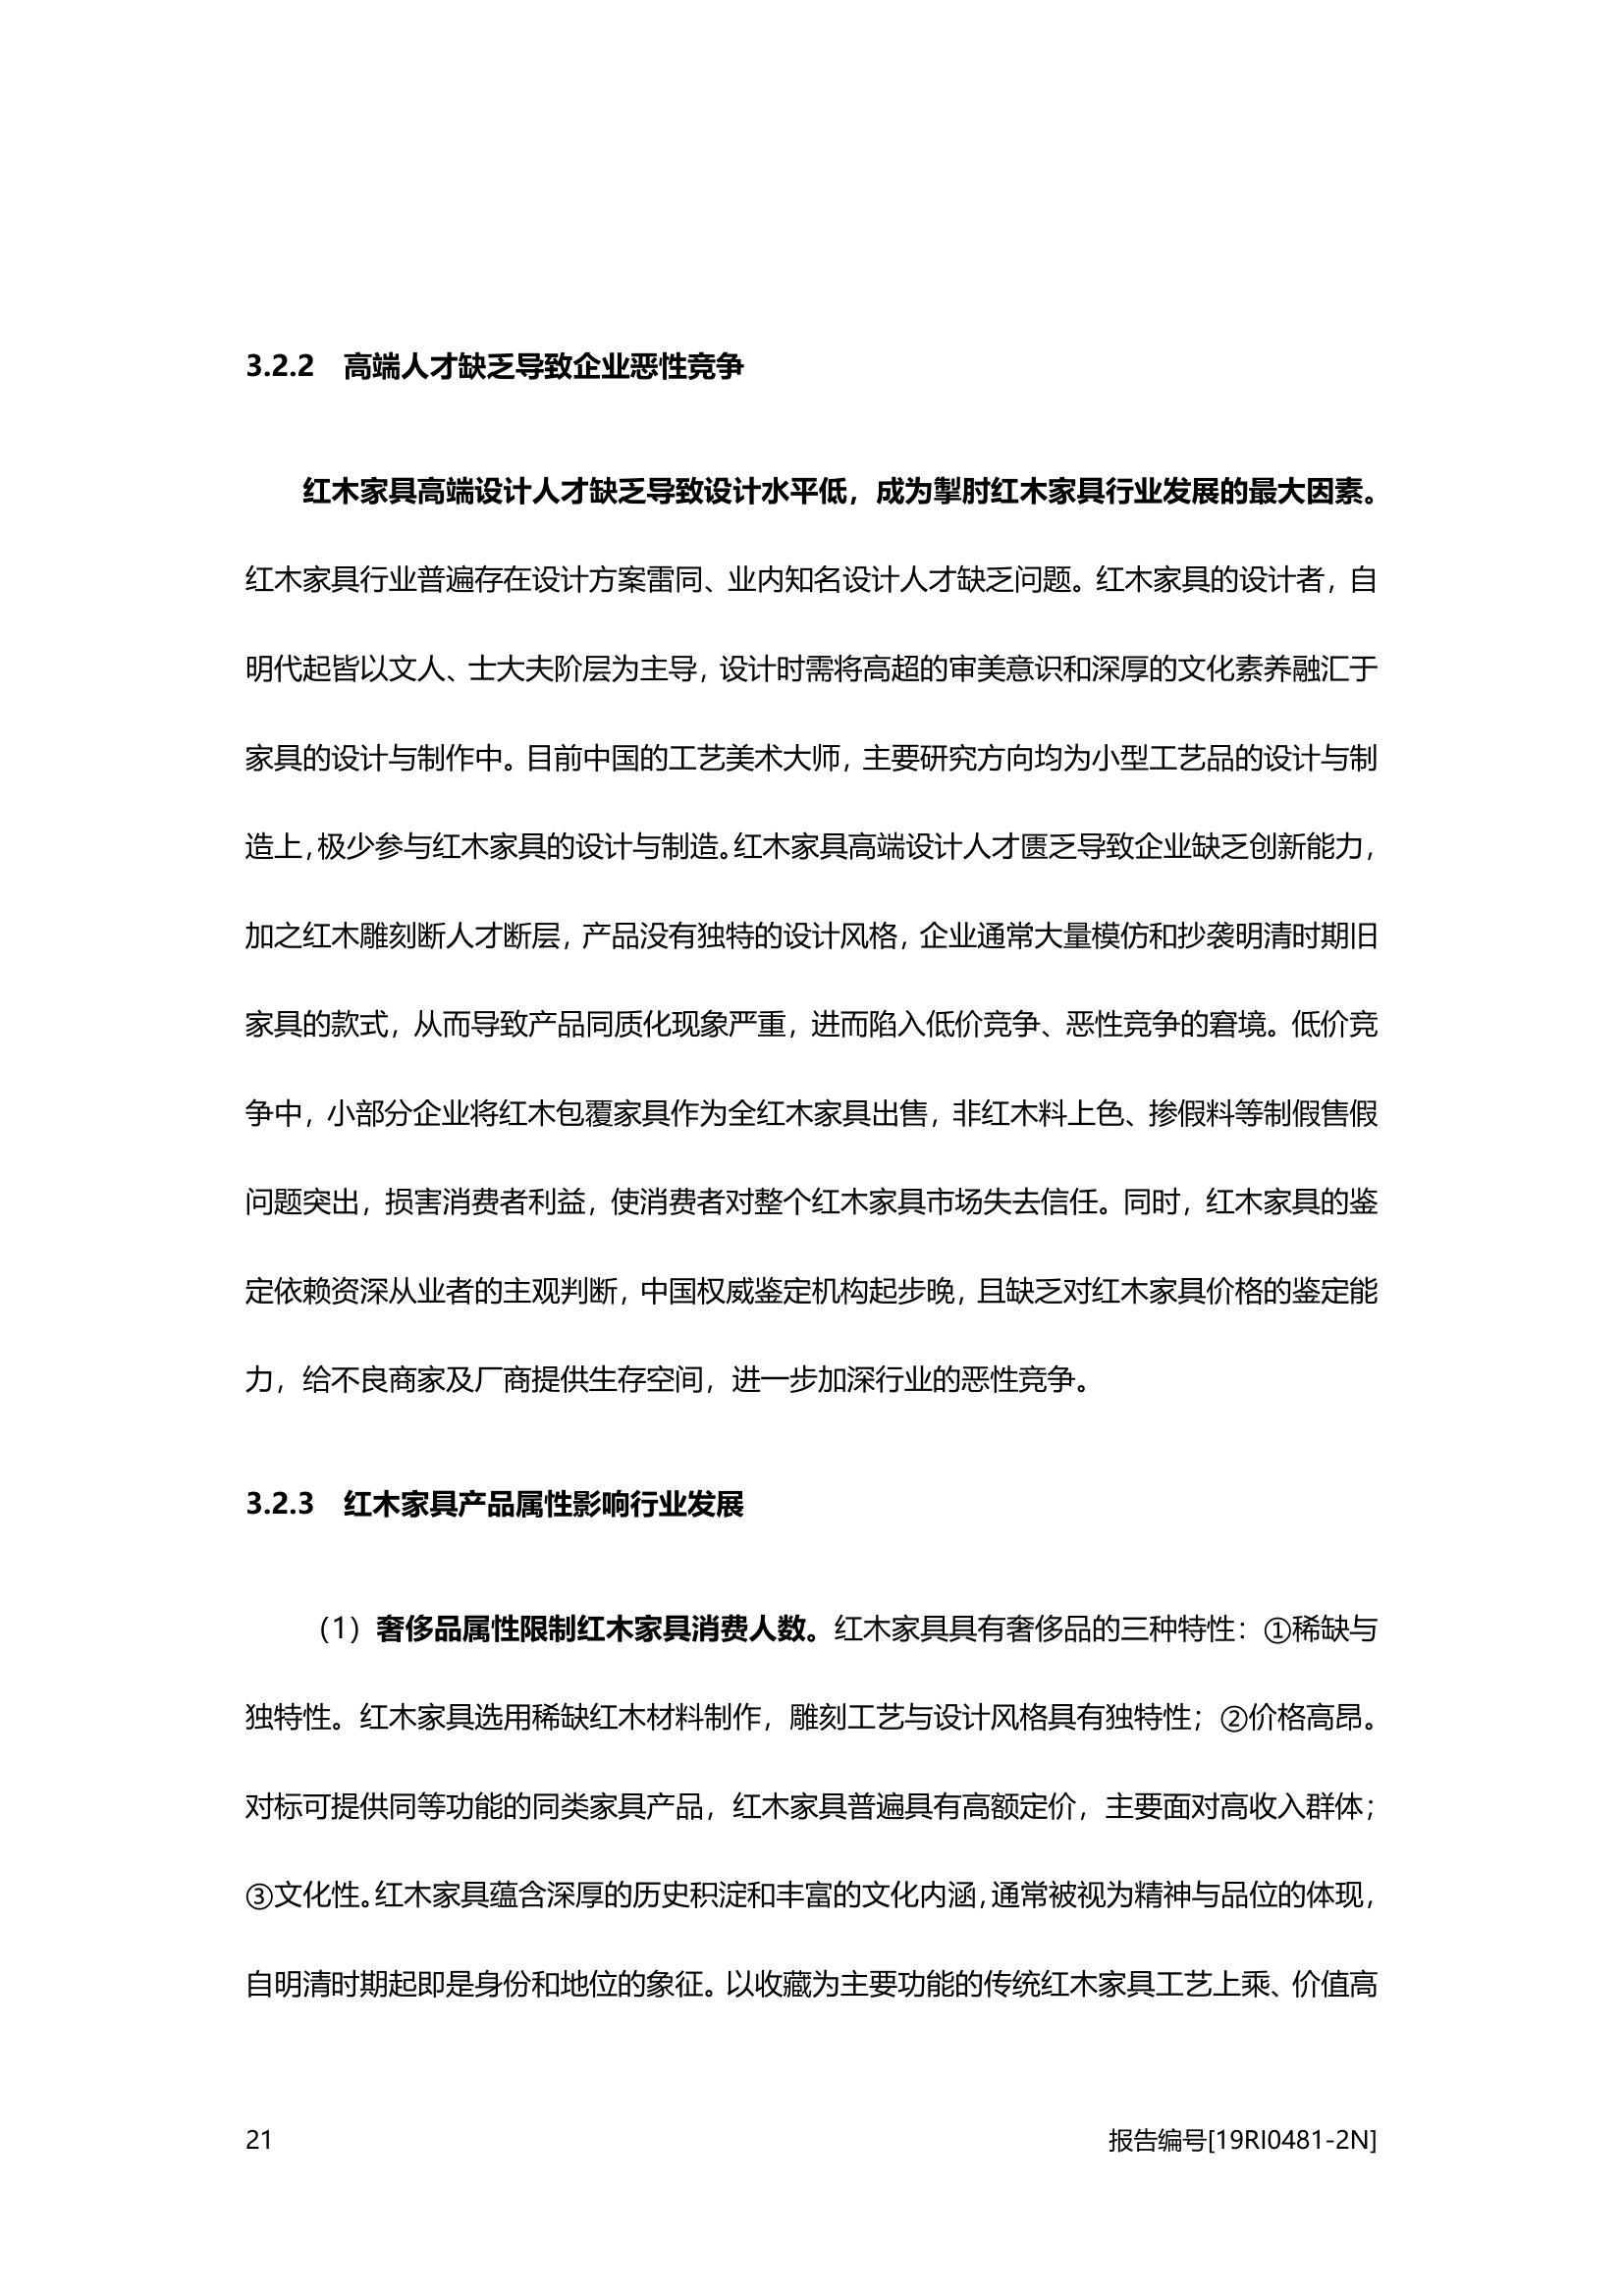 3.2.2 高端人才缺乏导致企业恶性竞争
红木家具高端设计人才缺乏导致设计水平低，成为掣肘红木家具行业发展的最大因素。
红木家具行业普遍存在设计方案雷同、业内知名设计人才缺乏问题。红木家具的设计者，自
明代起皆以文人、士大夫阶层为主导，设计时需将高超的审美意识和深厚的文化素养融汇于
家具的设计与制作中。目前中国的工艺美术大师，主要研究方向均为小型工艺品的设计与制
造上，极少参与红木家具的设计与制造。红木家具高端设计人才匮乏导致企业缺乏创新能力，
加之红木雕刻断人才断层，产品没有独特的设计风格，企业通常大量模仿和抄袭明清时期旧
家具的款式，从而导致产品同质化现象严重，进而陷入低价竞争、恶性竞争的窘境。低价竞
争中，小部分企业将红木包覆家具作为全红木家具出售，非红木料上色、掺假料等制假售假
问题突出，损害消费者利益，使消费者对整个红木家具市场失去信任。同时，红木家具的鉴
定依赖资深从业者的主观判断，中国权威鉴定机构起步晚，且缺乏对红木家具价格的鉴定能
力，给不良商家及厂商提供生存空间，进一步加深行业的恶性竞争。
3.2.3 红木家具产品属性影响行业发展
（1）奢侈品属性限制红木家具消费人数。红木家具具有奢侈品的三种特性：①稀缺与
独特性。红木家具选用稀缺红木材料制作，雕刻工艺与设计风格具有独特性；②价格高昂。
对标可提供同等功能的同类家具产品，红木家具普遍具有高额定价，主要面对高收入群体；
③文化性。红木家具蕴含深厚的历史积淀和丰富的文化内涵，通常被视为精神与品位的体现，
自明清时期起即是身份和地位的象征。以收藏为主要功能的传统红木家具工艺上乘、价值高
21 报告编号[19RI0481-2N]